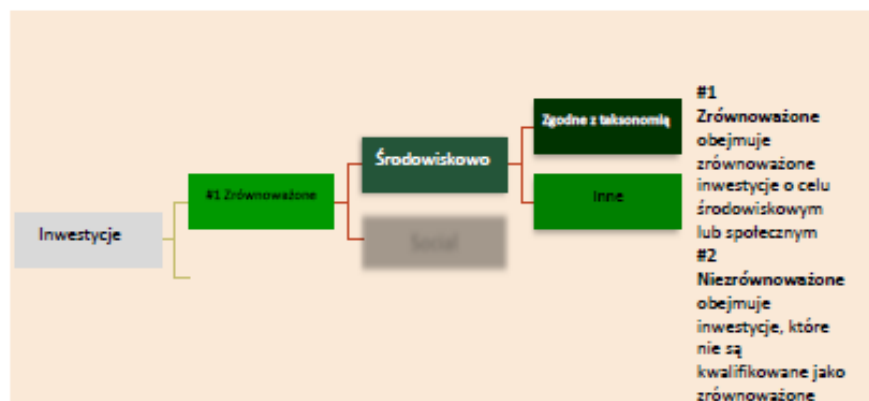 Inwestycje
#1 Zrównoważone
Środowiskowo
Social
Zgodne z taksonomią
Inne
#1
Zrównoważone
obejmuje
zrównoważone
inwestycje o celu
środowiskowym
lub społecznym
#2
Niezrównoważone
obejmuje
inwestycje, które
nie są
kwalifikowane jako
zrównoważone